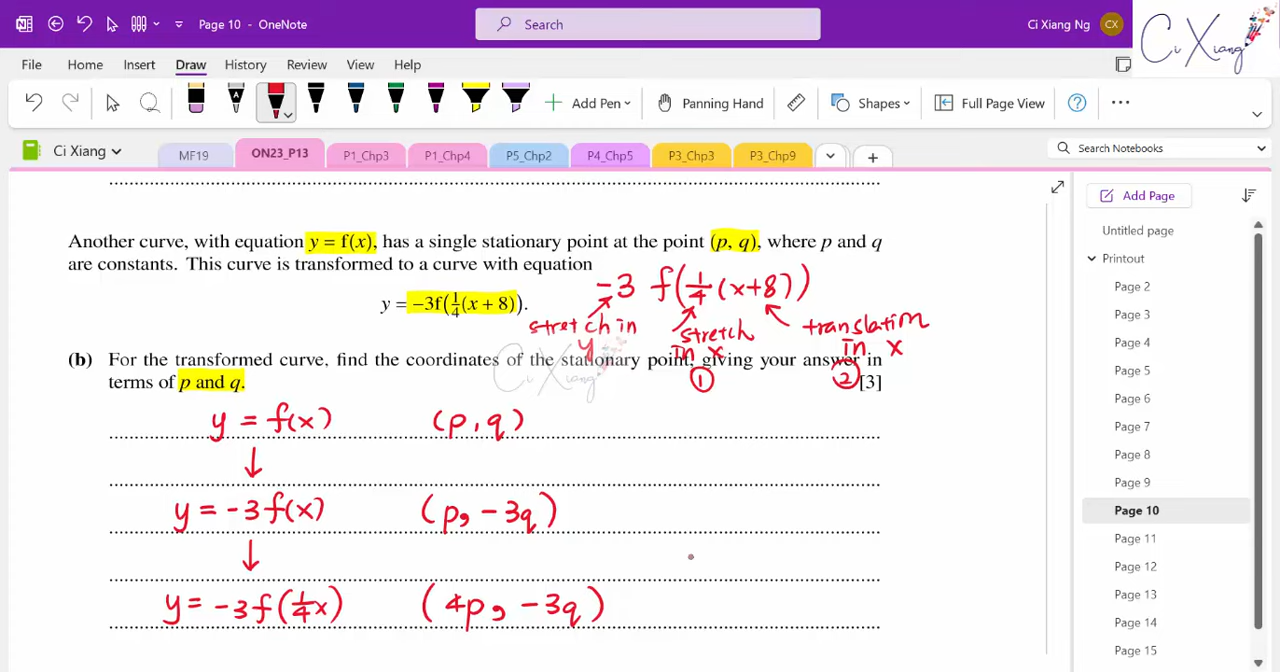 Page 10 - OneNote
Search
Ci Xiang Ng
CX
Ci Xiang
File
Home
Insert
Draw
History
Review
View
Help
Add Pen
Panning Hand
Shapes
Full Page View
Ci Xiang
MF19
ON23_P13
P1_Chp3
P1_Chp4
P5_Chp2
P4_Chp5
P3_Chp3
P3_Chp9
Search Notebooks
Another curve, with equation y = f(x), has a single stationary point at the point (p, q), where p and q
are constants. This curve is transformed to a curve with equation
y = −3f(¼(x + 8)).
-3 f(¼(x+8))
stretch in y
stretch in x
①
translation in x
②
(b) For the transformed curve, find the coordinates of the stationary point, giving your answer in
terms of p and q. [3]
Ci Xiang
y = f(x) (p, q)
↓
y = -3f(x) (p, -3q)
↓
y = -3f(¼x) (4p, -3q)
Add Page
Untitled page
Printout
Page 2
Page 3
Page 4
Page 5
Page 6
Page 7
Page 8
Page 9
Page 10
Page 11
Page 12
Page 13
Page 14
Page 15